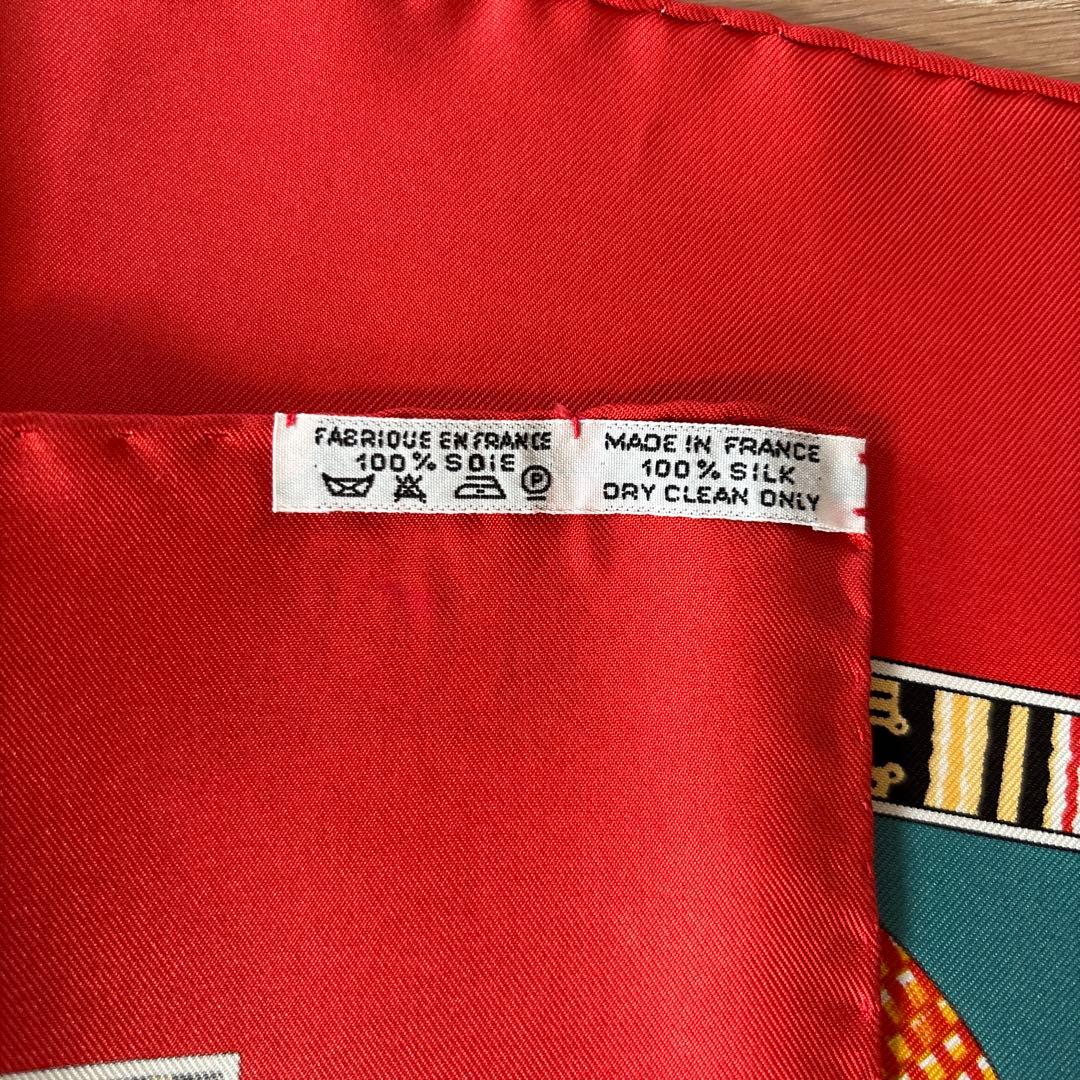 FABRIQUE EN FRANCE
100% SOIE
P
MADE IN FRANCE
100% SILK
DRY CLEAN ONLY